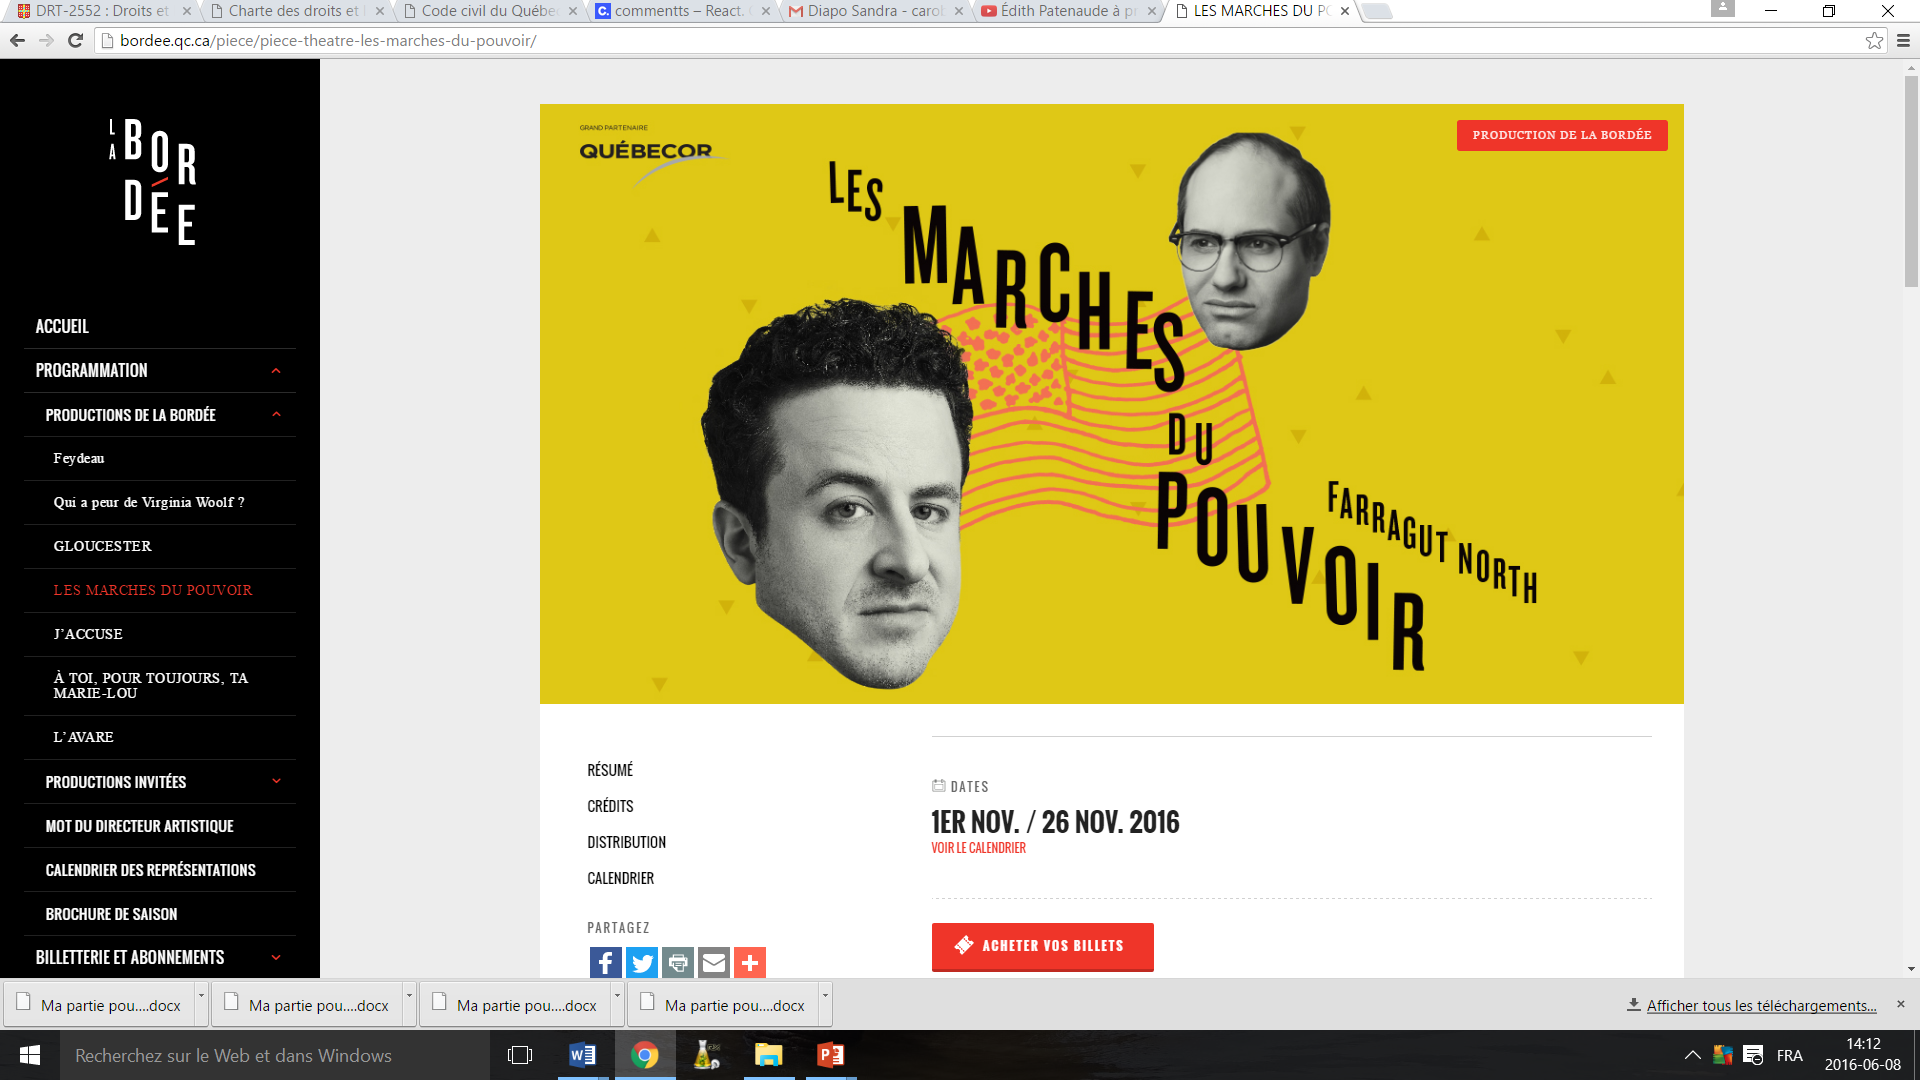 DRT-2552 : Droits et
Charte des droits et l
Code civil du Québe
commentts – React.
Diapo Sandra - carol
Édith Patenaude à p
LES MARCHES DU PO
bordee.qc.ca/piece/piece-theatre-les-marches-du-pouvoir/
LA BORDÉE
ACCUEIL
PROGRAMMATION
PRODUCTIONS DE LA BORDÉE
Feydeau
Qui a peur de Virginia Woolf ?
GLOUCESTER
LES MARCHES DU POUVOIR
J'ACCUSE
À TOI, POUR TOUJOURS, TA
MARIE-LOU
L'AVARE
PRODUCTIONS INVITÉES
MOT DU DIRECTEUR ARTISTIQUE
CALENDRIER DES REPRÉSENTATIONS
BROCHURE DE SAISON
BILLETTERIE ET ABONNEMENTS
GRAND PARTENAIRE
QUÉBECOR
PRODUCTION DE LA BORDÉE
LES
MARCHES
DU
POUVOIR
FARRAGUT NORTH
RÉSUMÉ
CRÉDITS
DISTRIBUTION
CALENDRIER
PARTAGEZ
DATES
1ER NOV. / 26 NOV. 2016
VOIR LE CALENDRIER
ACHETER VOS BILLETS
Ma partie pou....docx
Ma partie pou....docx
Ma partie pou....docx
Ma partie pou....docx
Afficher tous les téléchargements...
Recherchez sur le Web et dans Windows
FRA
14:12
2016-06-08